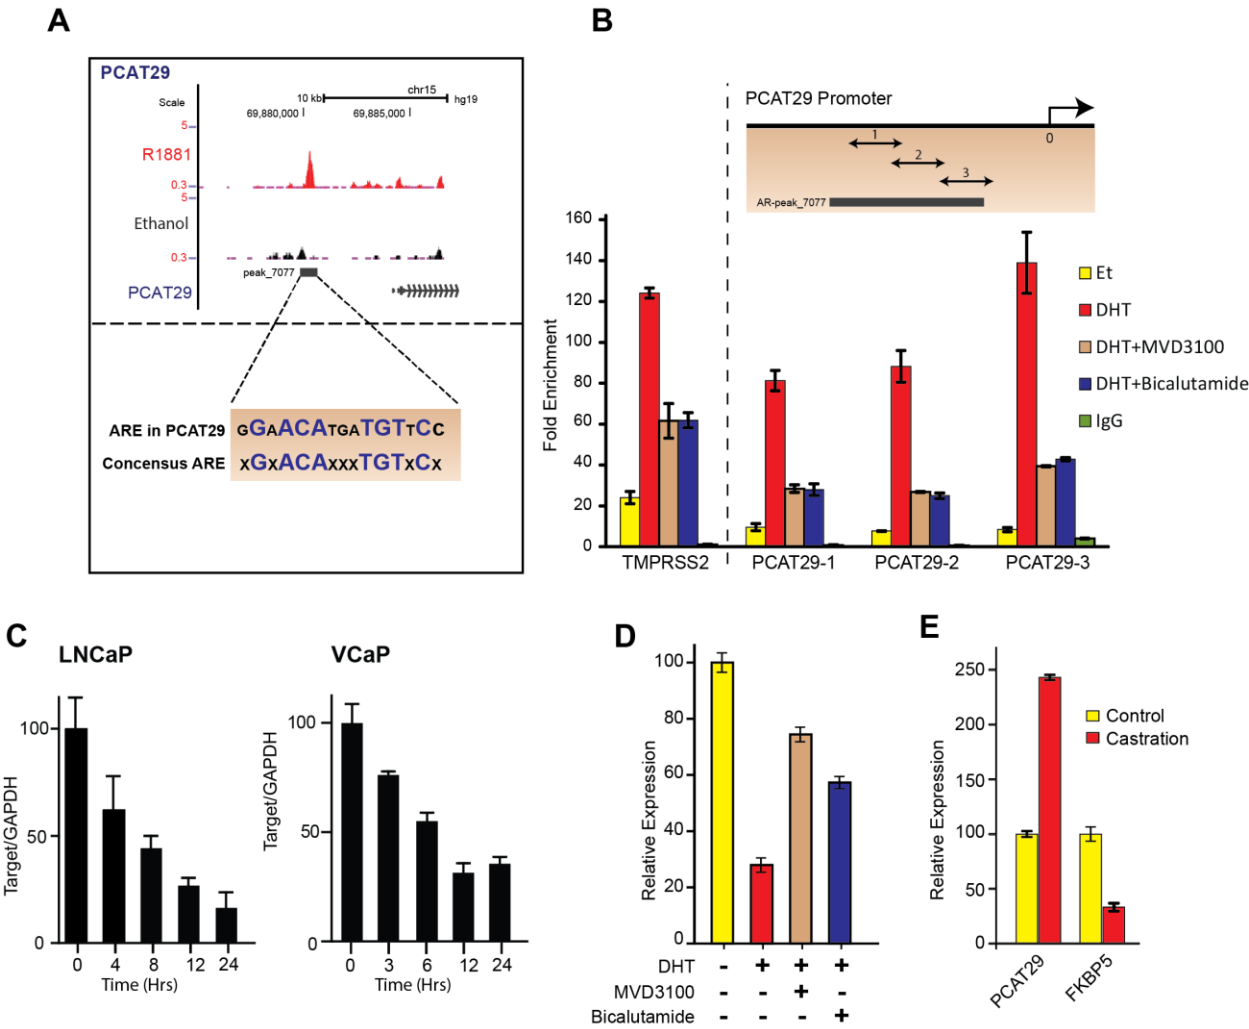 A
PCAT29
Scale
10 kb
chr15
hg19
69,880,000
69,885,000
5
R1881
0.3
5
Ethanol
0.3
peak_7077
PCAT29
ARE in PCAT29
GGAACATGATGTTCC
Concensus ARE
XGXACAXXXTGTXCX
B
PCAT29 Promoter
0
1
2
3
AR-peak_7077
Fold Enrichment
160
140
120
100
80
60
40
20
0
TMPRSS2
PCAT29-1
PCAT29-2
PCAT29-3
Et
DHT
DHT+MVD3100
DHT+Bicalutamide
IgG
C
LNCaP
Target/GAPDH
100
50
0
0 4 8 12 24
Time (Hrs)
VCaP
Target/GAPDH
100
50
0
0 3 6 12 24
Time (Hrs)
D
Relative Expression
100
80
60
40
20
0
DHT - + + +
MVD3100 - - + -
Bicalutamide - - - +
E
Relative Expression
250
200
150
100
50
0
PCAT29
FKBP5
Control
Castration